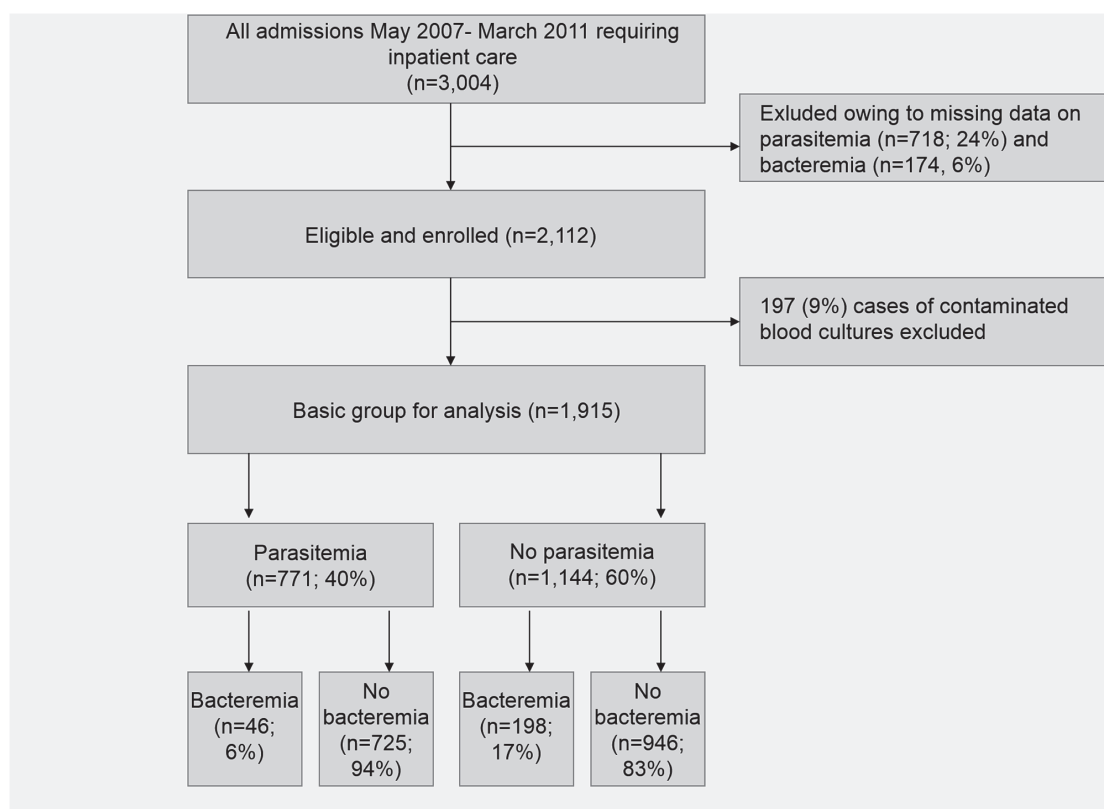 All admissions May 2007- March 2011 requiring
inpatient care
(n=3,004)
Exluded owing to missing data on
parasitemia (n=718; 24%) and
bacteremia (n=174, 6%)
Eligible and enrolled (n=2,112)
197 (9%) cases of contaminated
blood cultures excluded
Basic group for analysis (n=1,915)
Parasitemia
(n=771; 40%)
No parasitemia
(n=1,144; 60%)
Bacteremia
(n=46;
6%)
No
bacteremia
(n=725;
94%)
Bacteremia
(n=198;
17%)
No
bacteremia
(n=946;
83%)